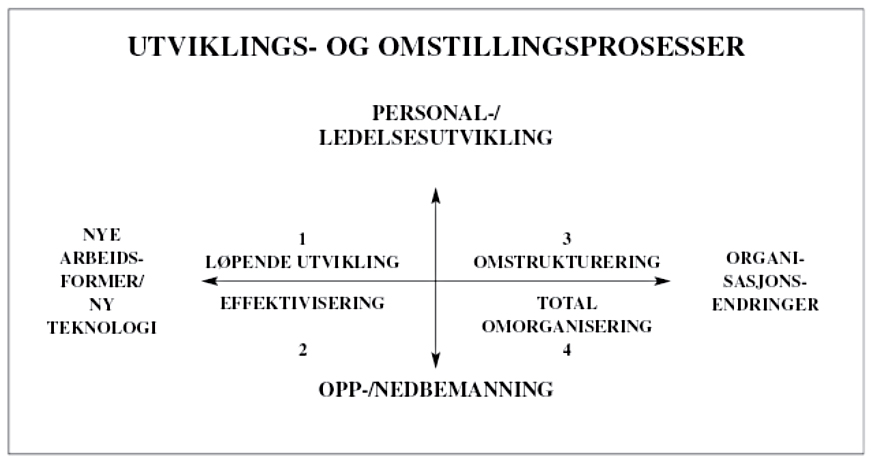 UTVIKLINGS- OG OMSTILLINGSPROSESSER
PERSONAL-/
LEDELSESUTVIKLING
NYE
ARBEIDS-
FORMER/
NY
TEKNOLOGI
1
LØPENDE UTVIKLING
EFFEKTIVISERING
2
3
OMSTRUKTURERING
TOTAL
OMORGANISERING
4
ORGANI-
SASJONS-
ENDRINGER
OPP-/NEDBEMANNING